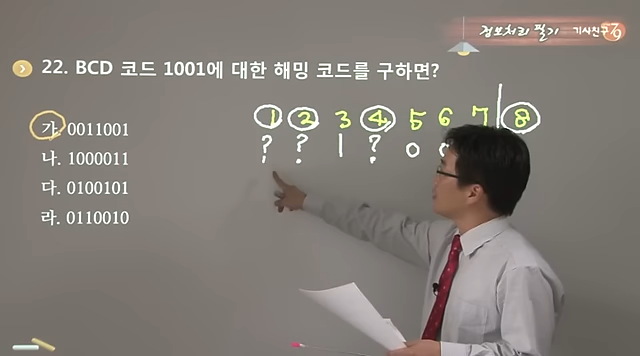 정보처리 필기 기사친구
22. BCD 코드 1001에 대한 해밍 코드를 구하면?
가. 0011001
나. 1000011
다. 0100101
라. 0110010
1 2 3 4 5 6 7 8
? ? 1 ? 0